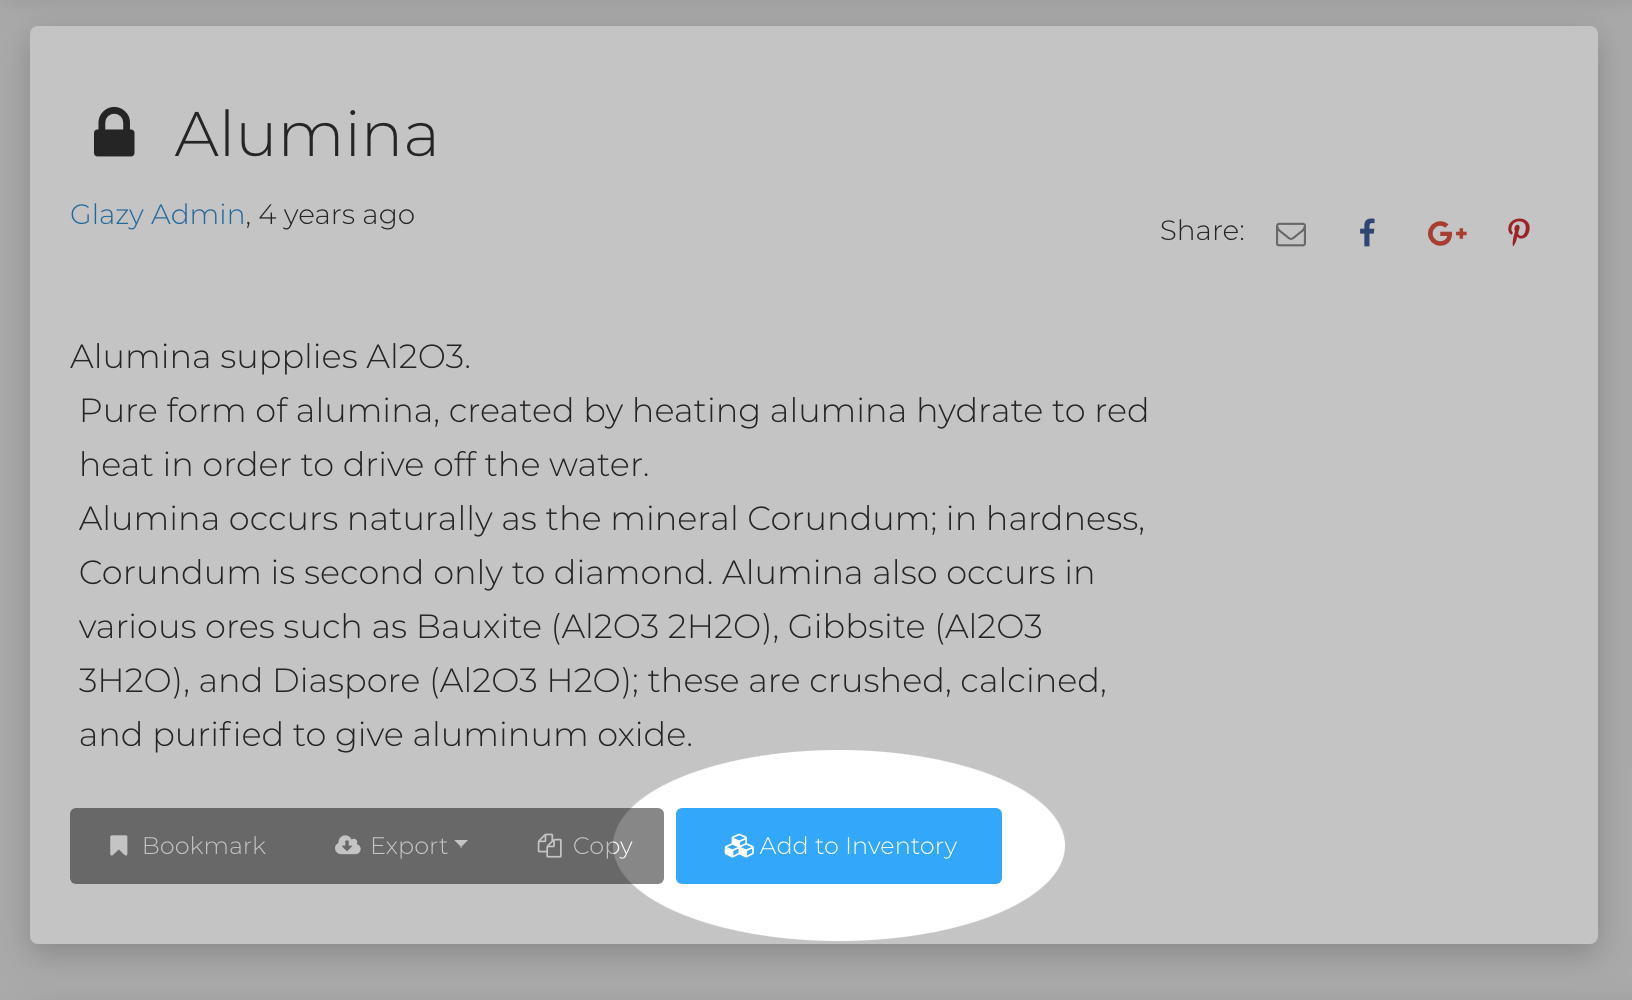 Alumina
Glazy Admin, 4 years ago
Share:
Alumina supplies Al2O3.
Pure form of alumina, created by heating alumina hydrate to red
heat in order to drive off the water.
Alumina occurs naturally as the mineral Corundum; in hardness,
Corundum is second only to diamond. Alumina also occurs in
various ores such as Bauxite (Al2O3 2H2O), Gibbsite (Al2O3
3H2O), and Diaspore (Al2O3 H2O); these are crushed, calcined,
and purified to give aluminum oxide.
Bookmark Export Copy Add to Inventory